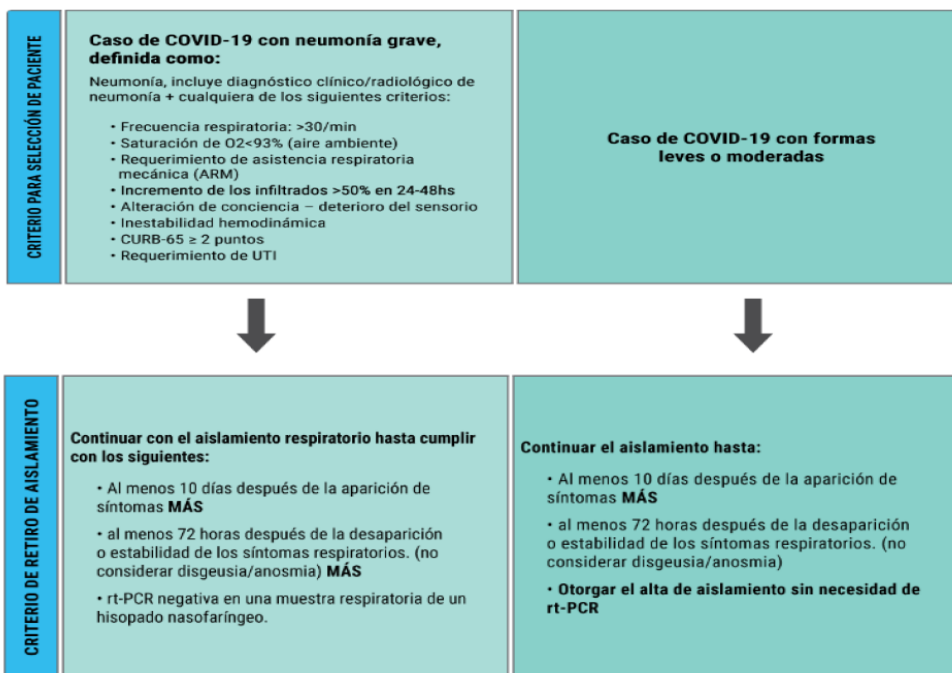 CRITERIO PARA SELECCIÓN DE PACIENTE
Caso de COVID-19 con neumonía grave,
definida como:
Neumonía, incluye diagnóstico clínico/radiológico de
neumonía + cualquiera de los siguientes criterios:
• Frecuencia respiratoria: >30/min
• Saturación de O2<93% (aire ambiente)
• Requerimiento de asistencia respiratoria
mecánica (ARM)
• Incremento de los infiltrados >50% en 24-48hs
• Alteración de conciencia – deterioro del sensorio
• Inestabilidad hemodinámica
• CURB-65 ≥ 2 puntos
• Requerimiento de UTI
Caso de COVID-19 con formas
leves o moderadas
CRITERIO DE RETIRO DE AISLAMIENTO
Continuar con el aislamiento respiratorio hasta cumplir
con los siguientes:
• Al menos 10 días después de la aparición de
síntomas MÁS
• al menos 72 horas después de la desaparición
o estabilidad de los síntomas respiratorios. (no
considerar disgeusia/anosmia) MÁS
• rt-PCR negativa en una muestra respiratoria de un
hisopado nasofaríngeo.
Continuar el aislamiento hasta:
• Al menos 10 días después de la aparición de
síntomas MÁS
• al menos 72 horas después de la desaparición
o estabilidad de los síntomas respiratorios. (no
considerar disgeusia/anosmia)
• Otorgar el alta de aislamiento sin necesidad de
rt-PCR